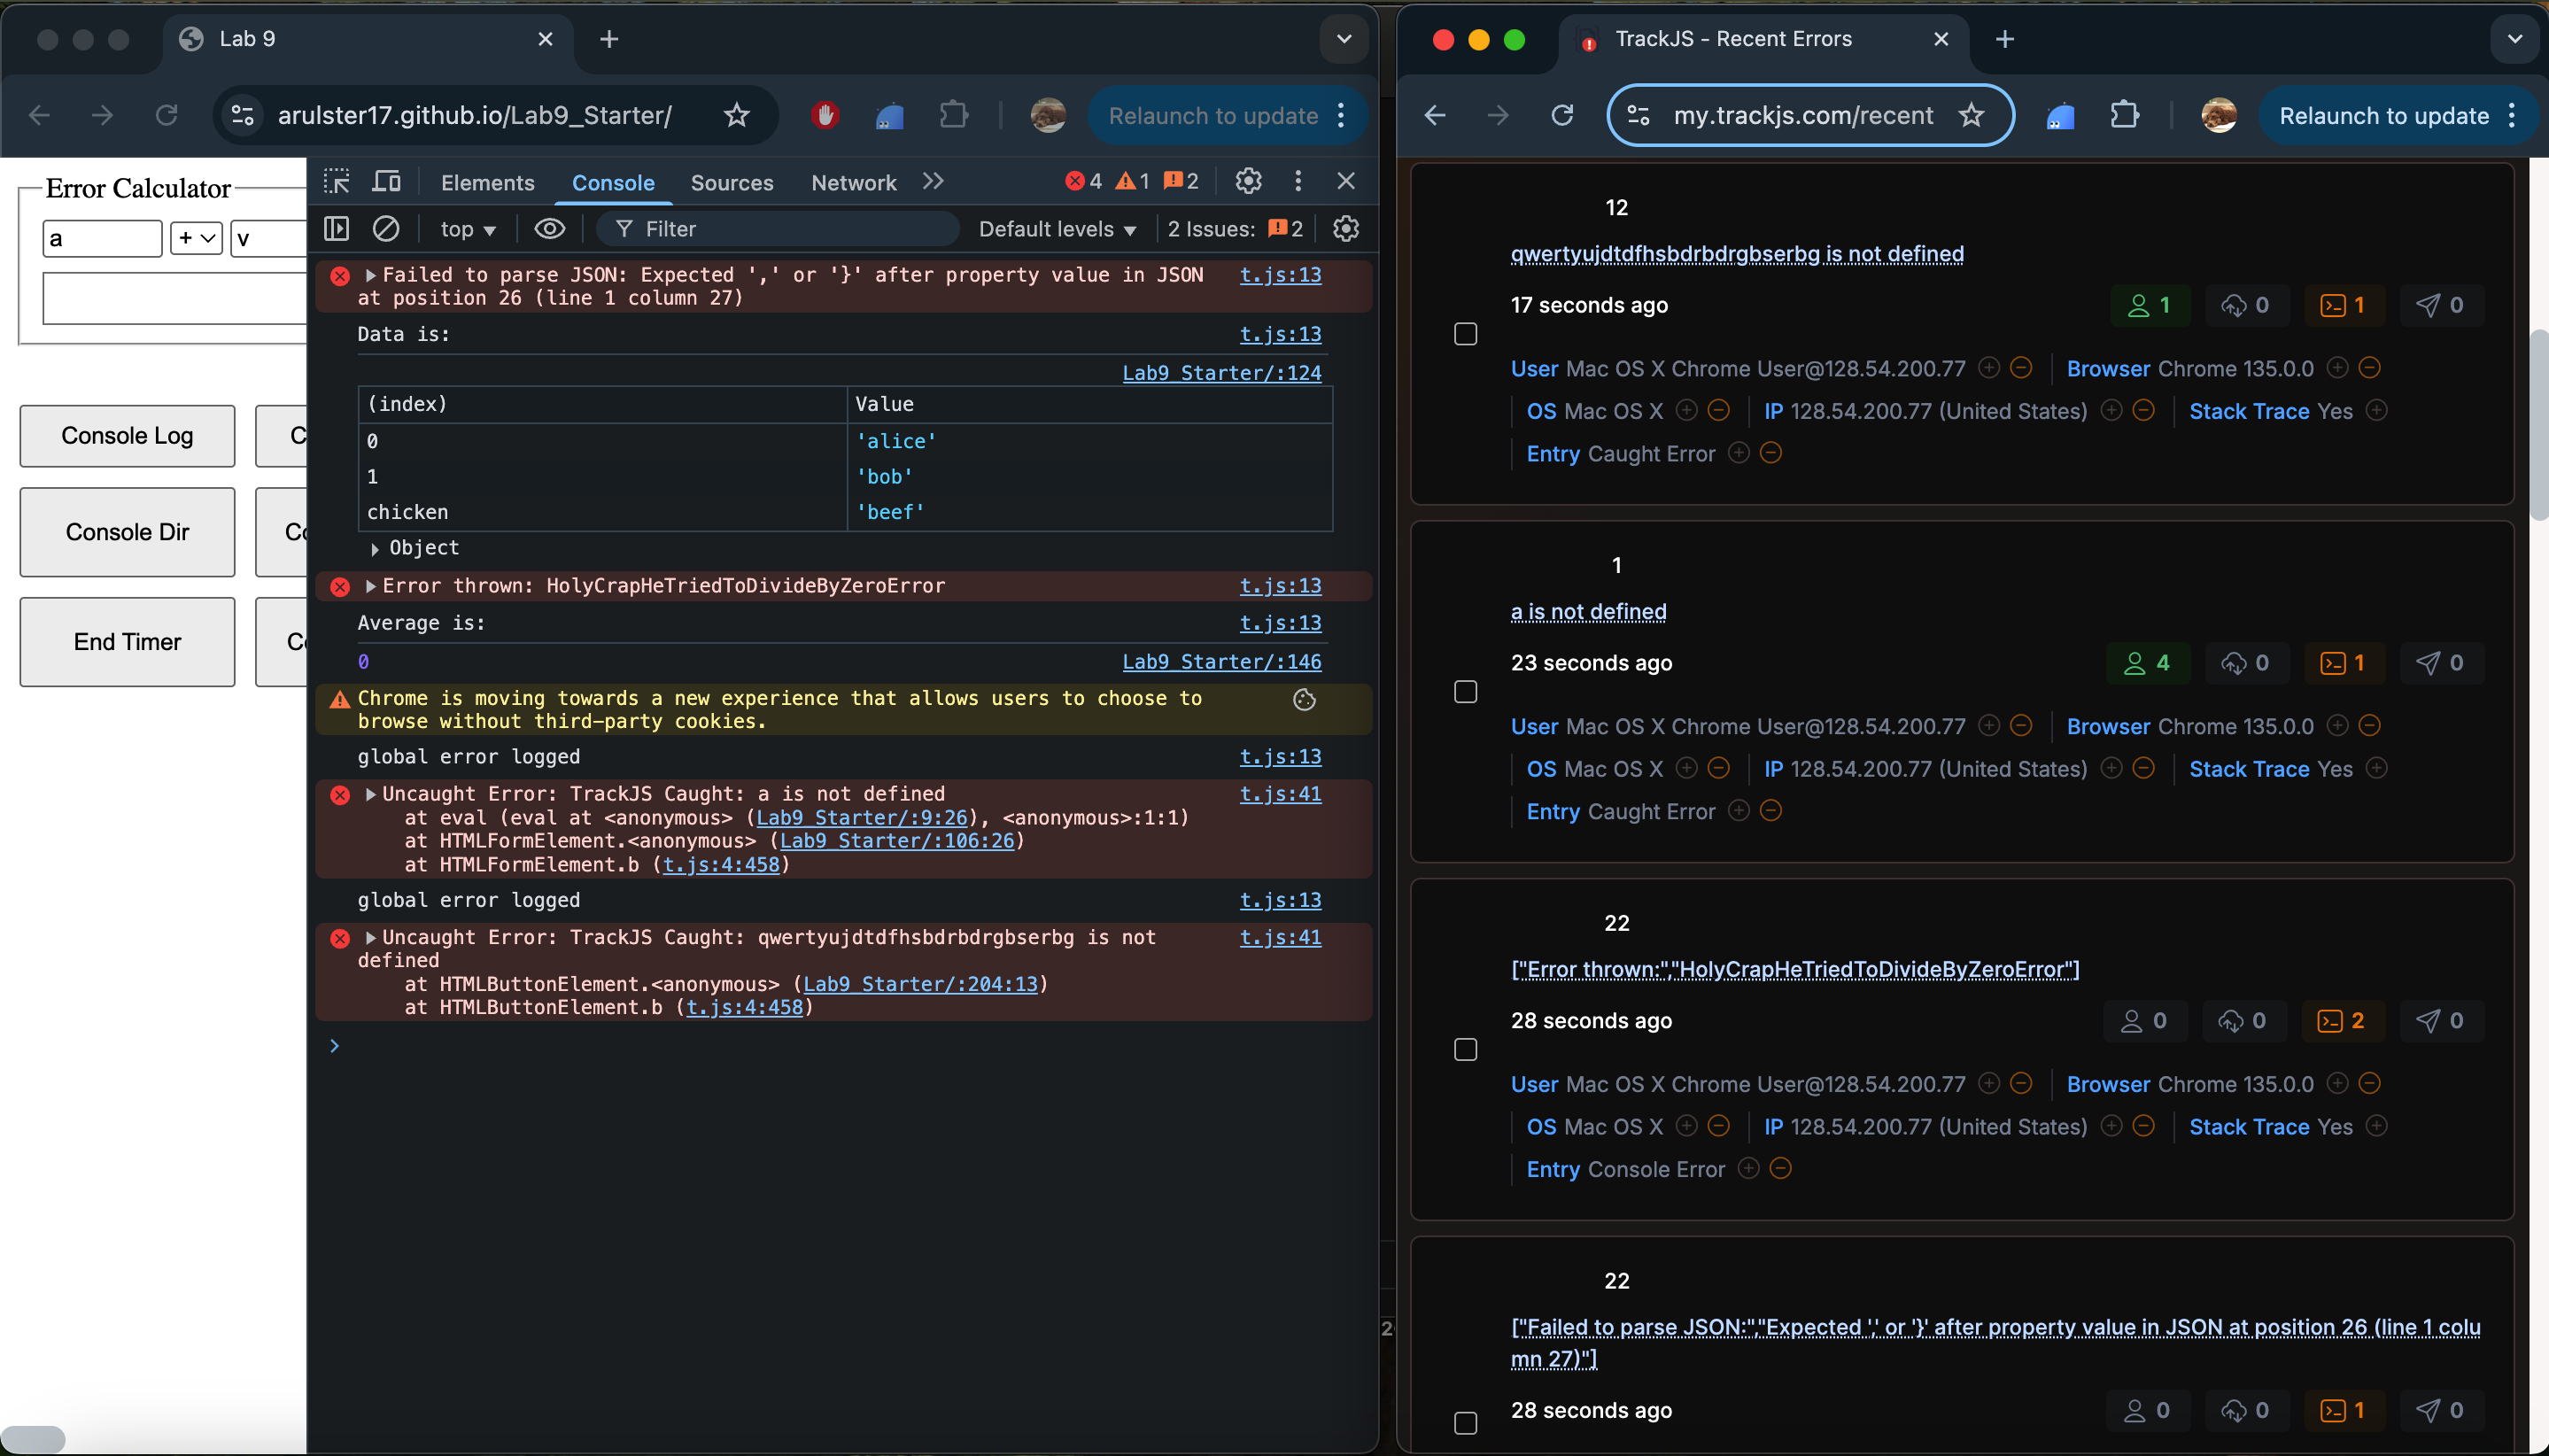 Lab 9
arulster17.github.io/Lab9_Starter/
Relaunch to update
Error Calculator
a
+
v
Console Log
C
Console Dir
Co
End Timer
Co
Elements
Console
Sources
Network
4
1
2
top
Filter
Default levels
2 Issues:
2
Failed to parse JSON: Expected ',' or '}' after property value in JSON
t.js:13
at position 26 (line 1 column 27)
Data is:
t.js:13
Lab9_Starter/:124
(index)
Value
0
'alice'
1
'bob'
chicken
'beef'
Object
Error thrown: HolyCrapHeTriedToDivideByZeroError
t.js:13
Average is:
t.js:13
0
Lab9_Starter/:146
Chrome is moving towards a new experience that allows users to choose to
browse without third-party cookies.
global error logged
t.js:13
Uncaught Error: TrackJS Caught: a is not defined
t.js:41
at eval (eval at <anonymous> (Lab9_Starter/:9:26), <anonymous>:1:1)
at HTMLFormElement.<anonymous> (Lab9_Starter/:106:26)
at HTMLFormElement.b (t.js:4:458)
global error logged
t.js:13
Uncaught Error: TrackJS Caught: qwertyujdtdfhsbdrbdrgbserbg is not
t.js:41
defined
at HTMLButtonElement.<anonymous> (Lab9_Starter/:204:13)
at HTMLButtonElement.b (t.js:4:458)
TrackJS - Recent Errors
my.trackjs.com/recent
Relaunch to update
12
qwertyujdtdfhsbdrbdrgbserbg is not defined
17 seconds ago
1
0
1
0
User Mac OS X Chrome User@128.54.200.77
Browser Chrome 135.0.0
OS Mac OS X
IP 128.54.200.77 (United States)
Stack Trace Yes
Entry Caught Error
1
a is not defined
23 seconds ago
4
0
1
0
User Mac OS X Chrome User@128.54.200.77
Browser Chrome 135.0.0
OS Mac OS X
IP 128.54.200.77 (United States)
Stack Trace Yes
Entry Caught Error
22
["Error thrown:","HolyCrapHeTriedToDivideByZeroError"]
28 seconds ago
0
0
2
0
User Mac OS X Chrome User@128.54.200.77
Browser Chrome 135.0.0
OS Mac OS X
IP 128.54.200.77 (United States)
Stack Trace Yes
Entry Console Error
22
["Failed to parse JSON:","Expected ',' or '}' after property value in JSON at position 26 (line 1 colu
mn 27)"]
28 seconds ago
0
0
1
0